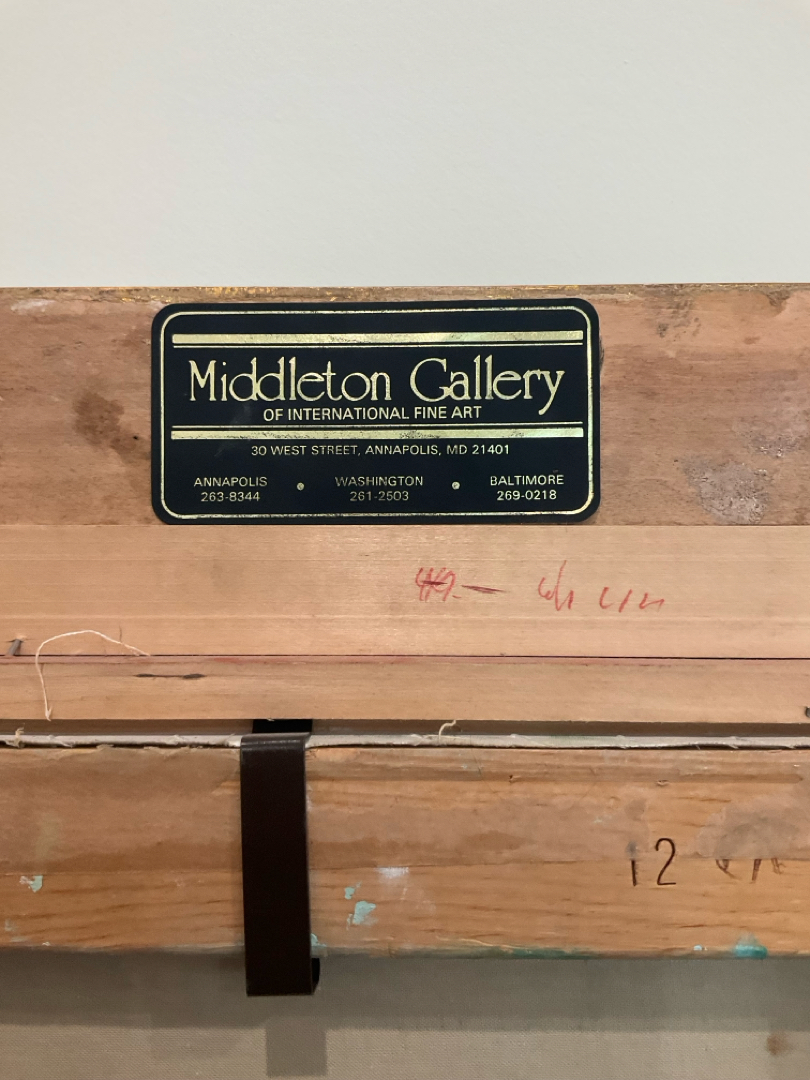 Middleton Gallery
OF INTERNATIONAL FINE ART
30 WEST STREET, ANNAPOLIS, MD 21401
ANNAPOLIS • WASHINGTON • BALTIMORE
263-8344 261-2503 269-0218
12